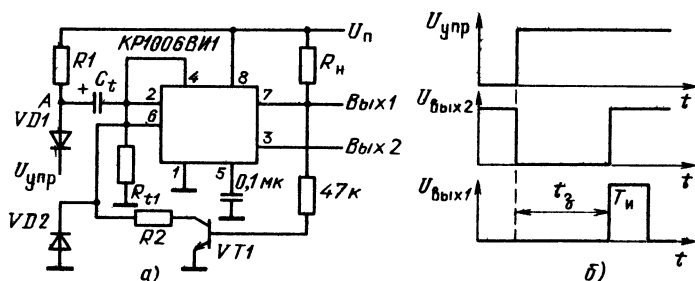 R1
A
+
Ct
VD1
Uупр
VD2
КР1006ВИ1
4
8
2
6
7
3
1
5
0,1мк
Rt1
R2
VT1
Uп
Rн
Вых1
Вых2
47к
а)
Uупр
t
Uвых2
t
Uвых1
tз
Tи
t
б)